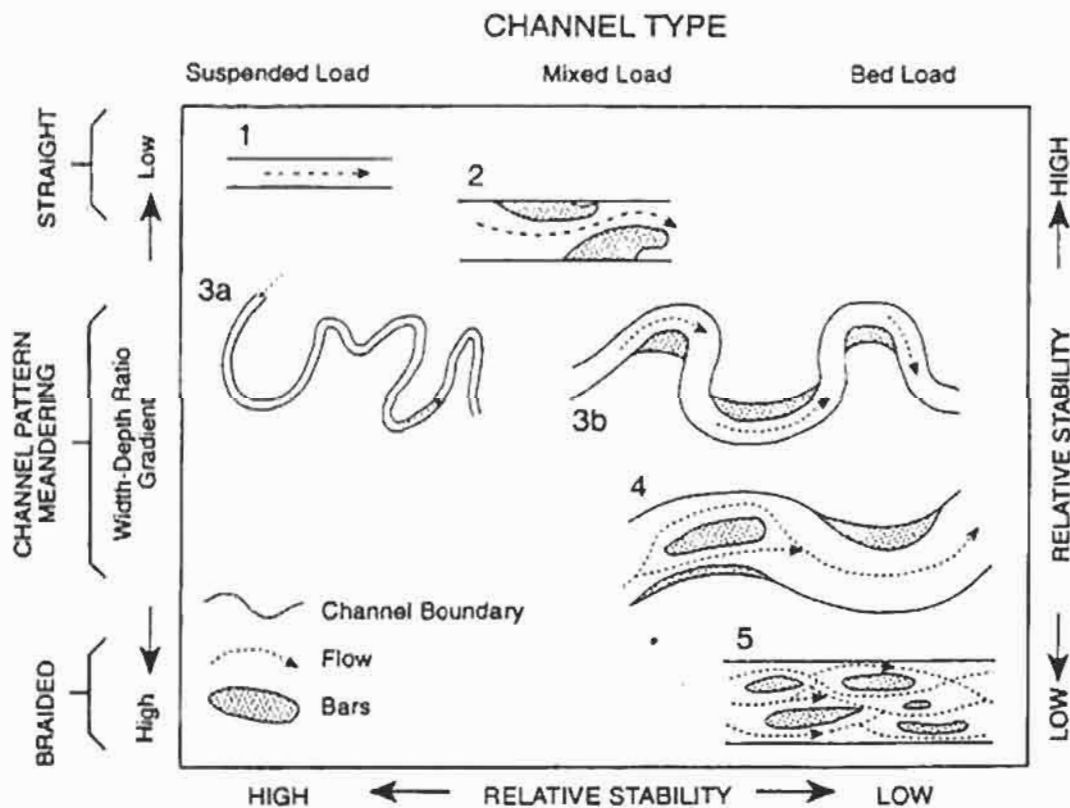 CHANNEL TYPE
Suspended Load Mixed Load Bed Load
STRAIGHT
Low
1
2
HIGH
3a
3b
CHANNEL PATTERN
MEANDERING
Width-Depth Ratio
Gradient
RELATIVE STABILITY
4
Channel Boundary
Flow
Bars
5
BRAIDED
High
LOW
HIGH RELATIVE STABILITY LOW